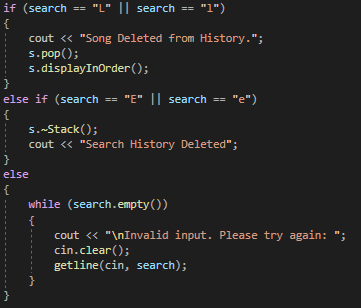 if (search == "L" || search == "l")
{
    cout << "Song Deleted from History.";
    s.pop();
    s.displayInOrder();
}
else if (search == "E" || search == "e")
{
    s.~Stack();
    cout << "Search History Deleted";
}
else
{
    while (search.empty())
    {
        cout << "\nInvalid input. Please try again: ";
        cin.clear();
        getline(cin, search);
    }
}